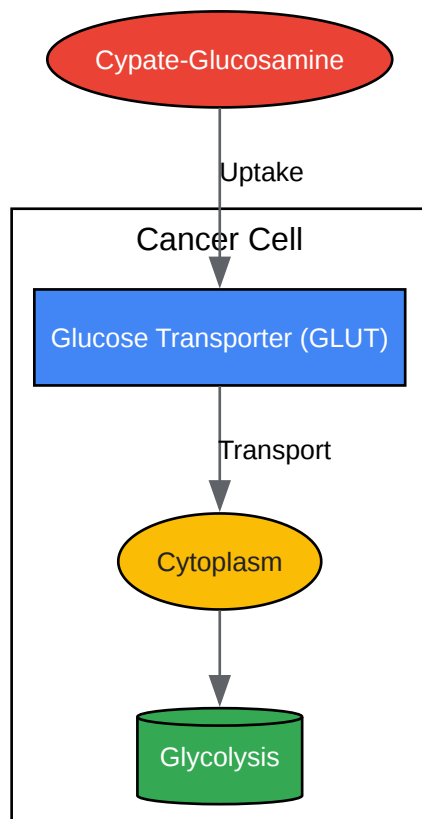 Cypate-Glucosamine
Uptake
Cancer Cell
Glucose Transporter (GLUT)
Transport
Cytoplasm
Glycolysis